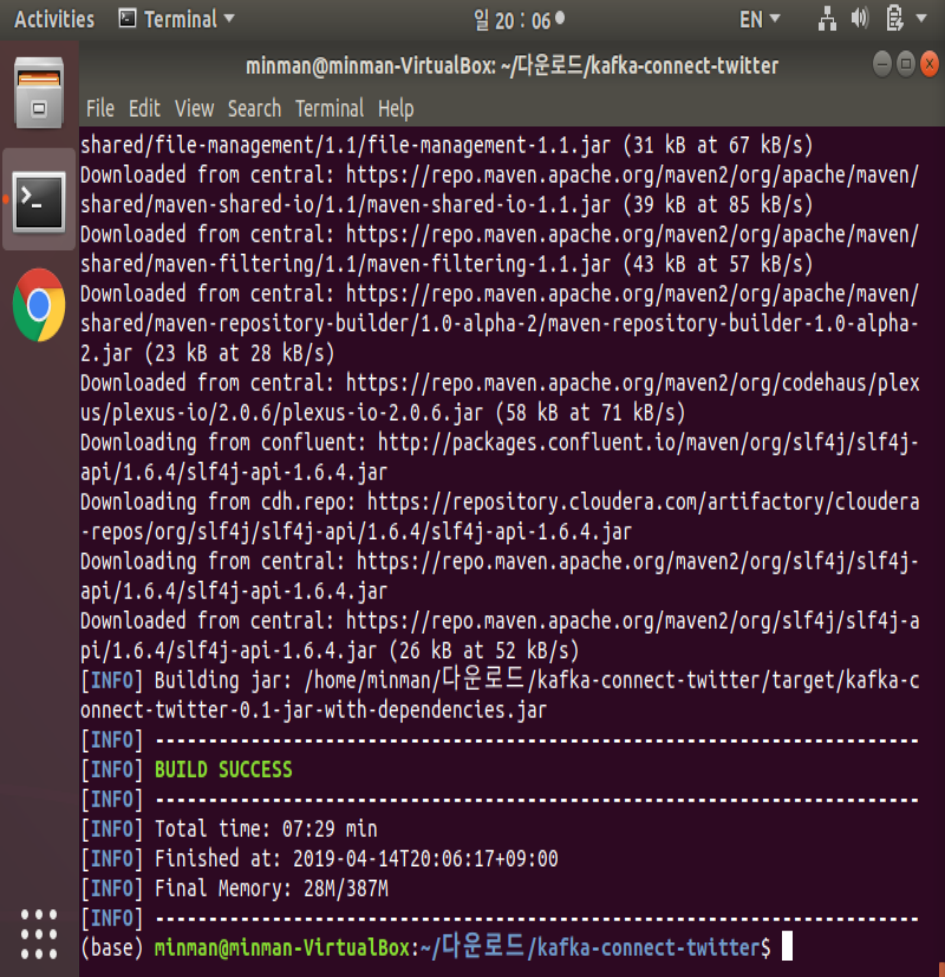 Activities Terminal 일 20 : 06 EN
minman@minman-VirtualBox: ~/다운로드/kafka-connect-twitter
File Edit View Search Terminal Help
shared/file-management/1.1/file-management-1.1.jar (31 kB at 67 kB/s)
Downloaded from central: https://repo.maven.apache.org/maven2/org/apache/maven/
shared/maven-shared-io/1.1/maven-shared-io-1.1.jar (39 kB at 85 kB/s)
Downloaded from central: https://repo.maven.apache.org/maven2/org/apache/maven/
shared/maven-filtering/1.1/maven-filtering-1.1.jar (43 kB at 57 kB/s)
Downloaded from central: https://repo.maven.apache.org/maven2/org/apache/maven/
shared/maven-repository-builder/1.0-alpha-2/maven-repository-builder-1.0-alpha-
2.jar (23 kB at 28 kB/s)
Downloaded from central: https://repo.maven.apache.org/maven2/org/codehaus/plex
us/plexus-io/2.0.6/plexus-io-2.0.6.jar (58 kB at 71 kB/s)
Downloading from confluent: http://packages.confluent.io/maven/org/slf4j/slf4j-
api/1.6.4/slf4j-api-1.6.4.jar
Downloading from cdh.repo: https://repository.cloudera.com/artifactory/cloudera
-repos/org/slf4j/slf4j-api/1.6.4/slf4j-api-1.6.4.jar
Downloading from central: https://repo.maven.apache.org/maven2/org/slf4j/slf4j-
api/1.6.4/slf4j-api-1.6.4.jar
Downloaded from central: https://repo.maven.apache.org/maven2/org/slf4j/slf4j-a
pi/1.6.4/slf4j-api-1.6.4.jar (26 kB at 52 kB/s)
[INFO] Building jar: /home/minman/다운로드/kafka-connect-twitter/target/kafka-c
onnect-twitter-0.1-jar-with-dependencies.jar
[INFO] ------------------------------------------------------------------------
[INFO] BUILD SUCCESS
[INFO] ------------------------------------------------------------------------
[INFO] Total time: 07:29 min
[INFO] Finished at: 2019-04-14T20:06:17+09:00
[INFO] Final Memory: 28M/387M
[INFO] ------------------------------------------------------------------------
(base) minman@minman-VirtualBox:~/다운로드/kafka-connect-twitter$